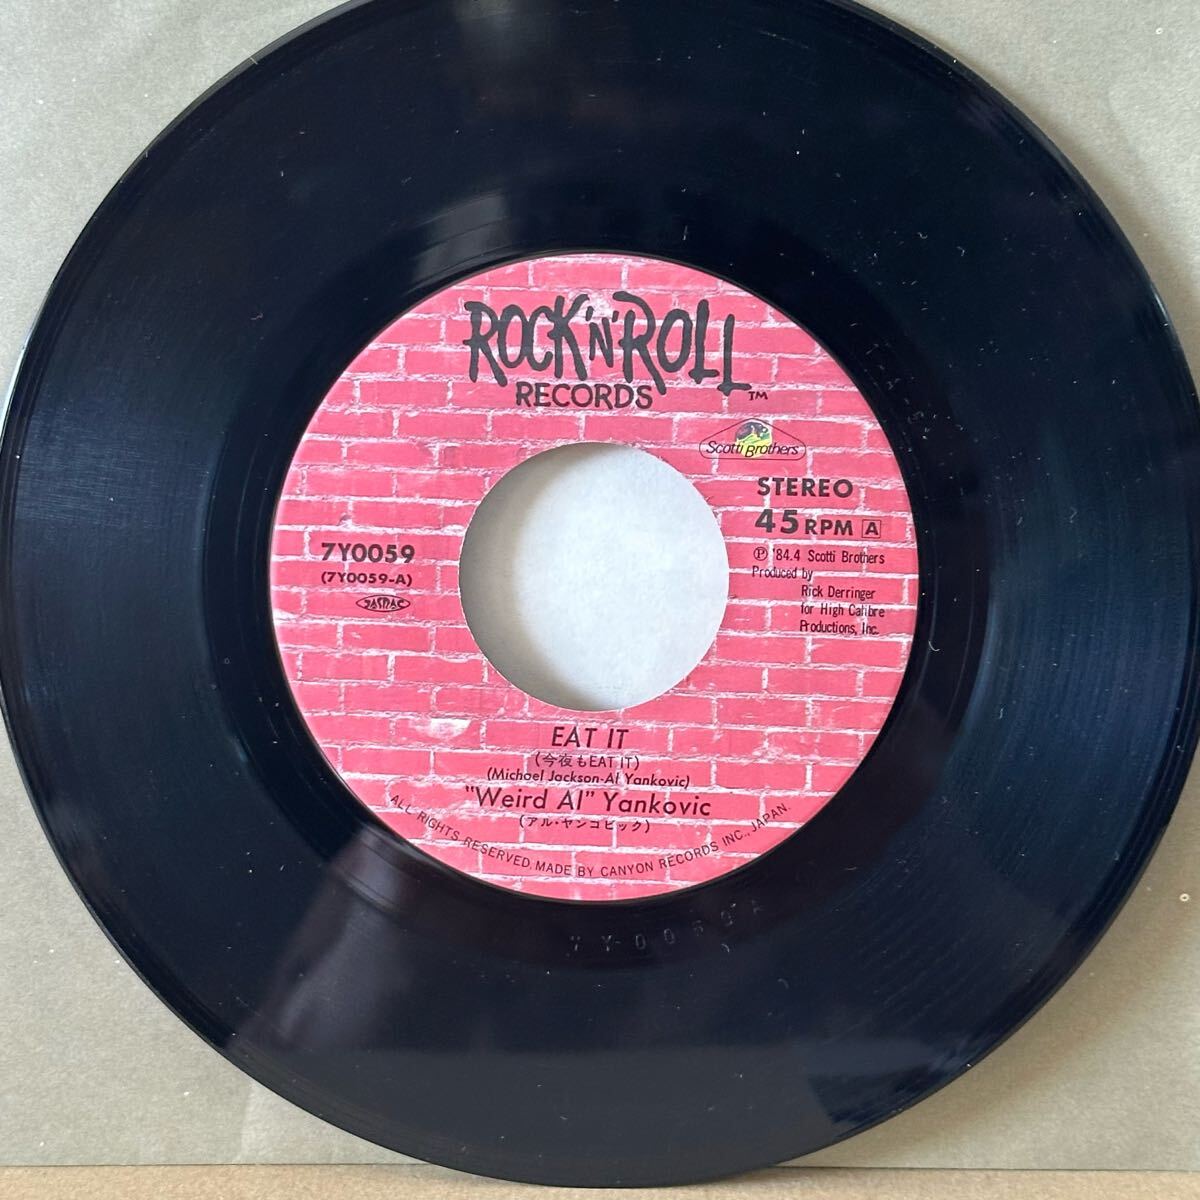 ROCK'N'ROLL
RECORDS ™
Scotti Brothers
STEREO
45 RPM A
7Y0059
(7Y0059-A)
JASRAC
Ⓟ '84.4 Scotti Brothers
Produced by
Rick Derringer
for High Calibre
Productions, Inc.
EAT IT
(今夜もEAT IT)
(Michael Jackson-Al Yankovic)
"Weird Al" Yankovic
(アル・ヤンコビック)
ALL RIGHTS RESERVED. MADE BY CANYON RECORDS INC., JAPAN.